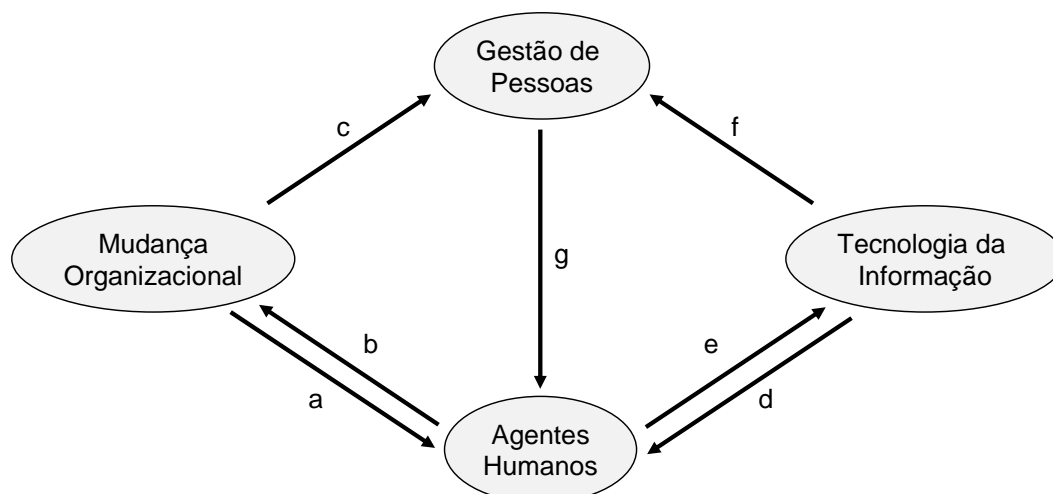 Gestão de
Pessoas
c
f
Mudança
Organizacional
g
Tecnologia da
Informação
b
e
a
d
Agentes
Humanos